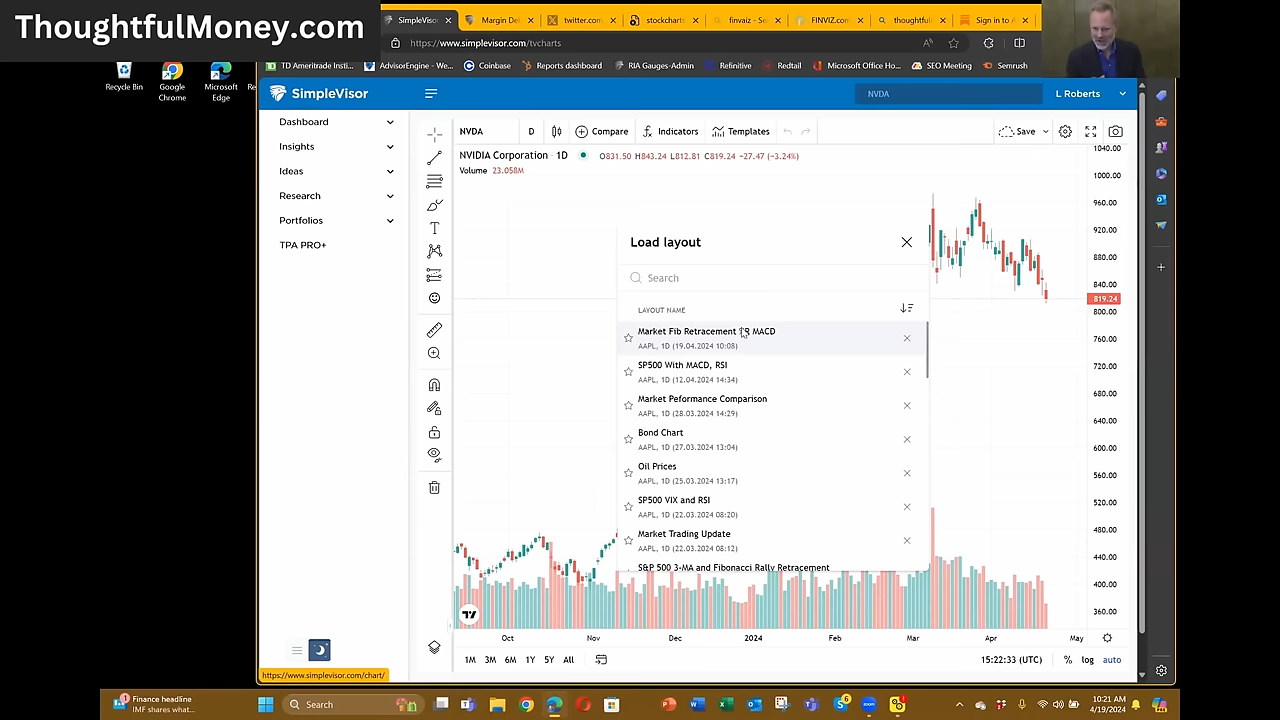 ThoughtfulMoney.com
SimpleVisor
Margin De
twitter.com
stockcharts
finvaiz - Sea
FINVIZ.com
thoughtful
Sign in to A
https://www.simplevisor.com/tvcharts
TD Ameritrade Insti...
AdvisorEngine - We...
Coinbase
Reports dashboard
RIA Gauges-Admin
Refinitive
Redtail
Microsoft Office Ho...
SEO Meeting
Semrush
Recycle Bin
Google
Chrome
Microsoft
Edge
SimpleVisor
NVDA
L Roberts
Dashboard
Insights
Ideas
Research
Portfolios
TPA PRO+
NVDA
D
Compare
Indicators
Templates
Save
NVIDIA Corporation · 1D
O831.50 H843.24 L812.81 C819.24 −27.47 (−3.24%)
Volume 23.058M
Load layout
Search
LAYOUT NAME
Market Fib Retracement SR MACD
AAPL, 1D (19.04.2024 10:08)
SP500 With MACD, RSI
AAPL, 1D (12.04.2024 14:34)
Market Peformance Comparison
AAPL, 1D (28.03.2024 14:29)
Bond Chart
AAPL, 1D (27.03.2024 13:04)
Oil Prices
AAPL, 1D (25.03.2024 13:17)
SP500 VIX and RSI
AAPL, 1D (22.03.2024 08:20)
Market Trading Update
AAPL, 1D (22.03.2024 08:12)
S&P 500 3-MA and Fibonacci Rally Retracement
1040.00
1000.00
960.00
920.00
880.00
840.00
819.24
800.00
760.00
720.00
680.00
640.00
600.00
560.00
520.00
480.00
440.00
400.00
360.00
Oct
Nov
Dec
2024
Feb
Mar
Apr
May
1M
3M
6M
1Y
5Y
All
15:22:33 (UTC)
%
log
auto
https://www.simplevisor.com/chart/
Finance headline
IMF shares what...
Search
10:21 AM
4/19/2024